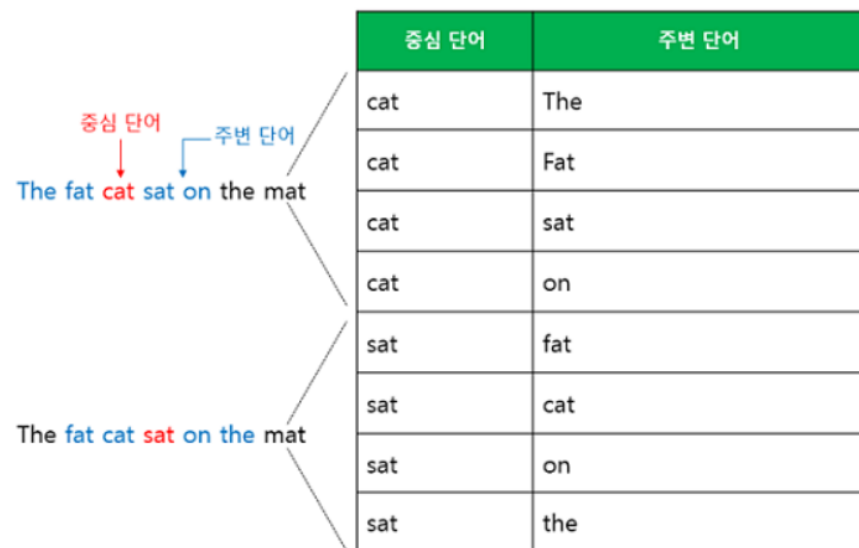 중심 단어 주변 단어
cat The
중심 단어
주변 단어
cat Fat
The fat cat sat on the mat
cat sat
cat on
sat fat
sat cat
The fat cat sat on the mat
sat on
sat the